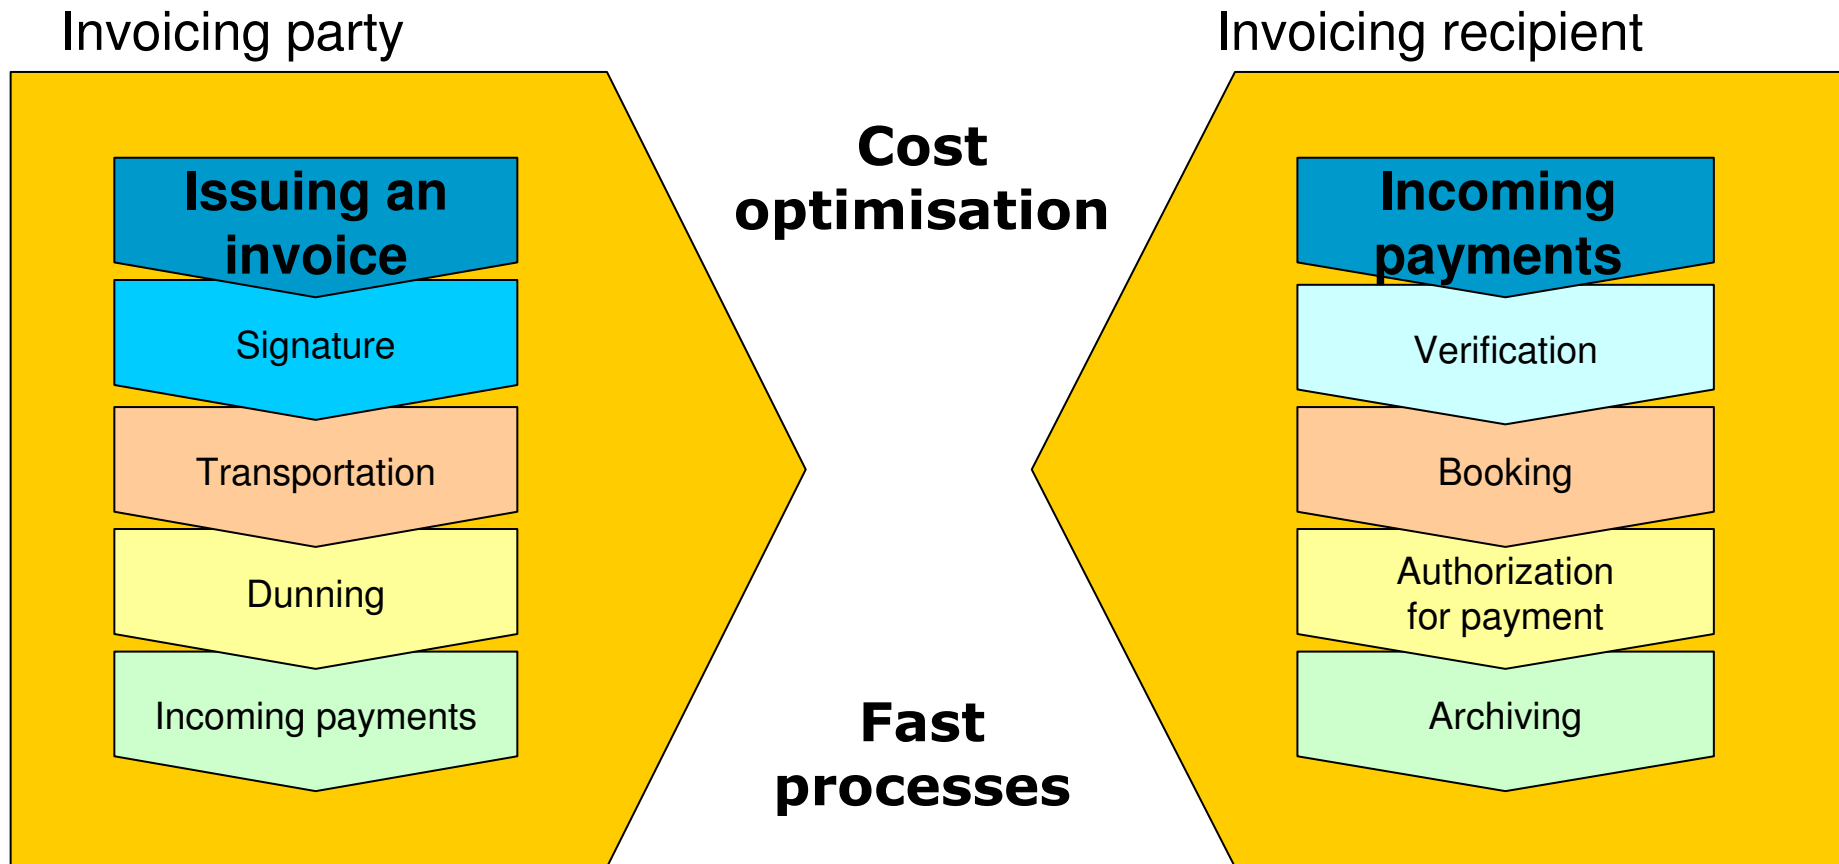 Invoicing party
Issuing an
invoice
Signature
Transportation
Dunning
Incoming payments
Cost
optimisation
Fast
processes
Invoicing recipient
Incoming
payments
Verification
Booking
Authorization
for payment
Archiving